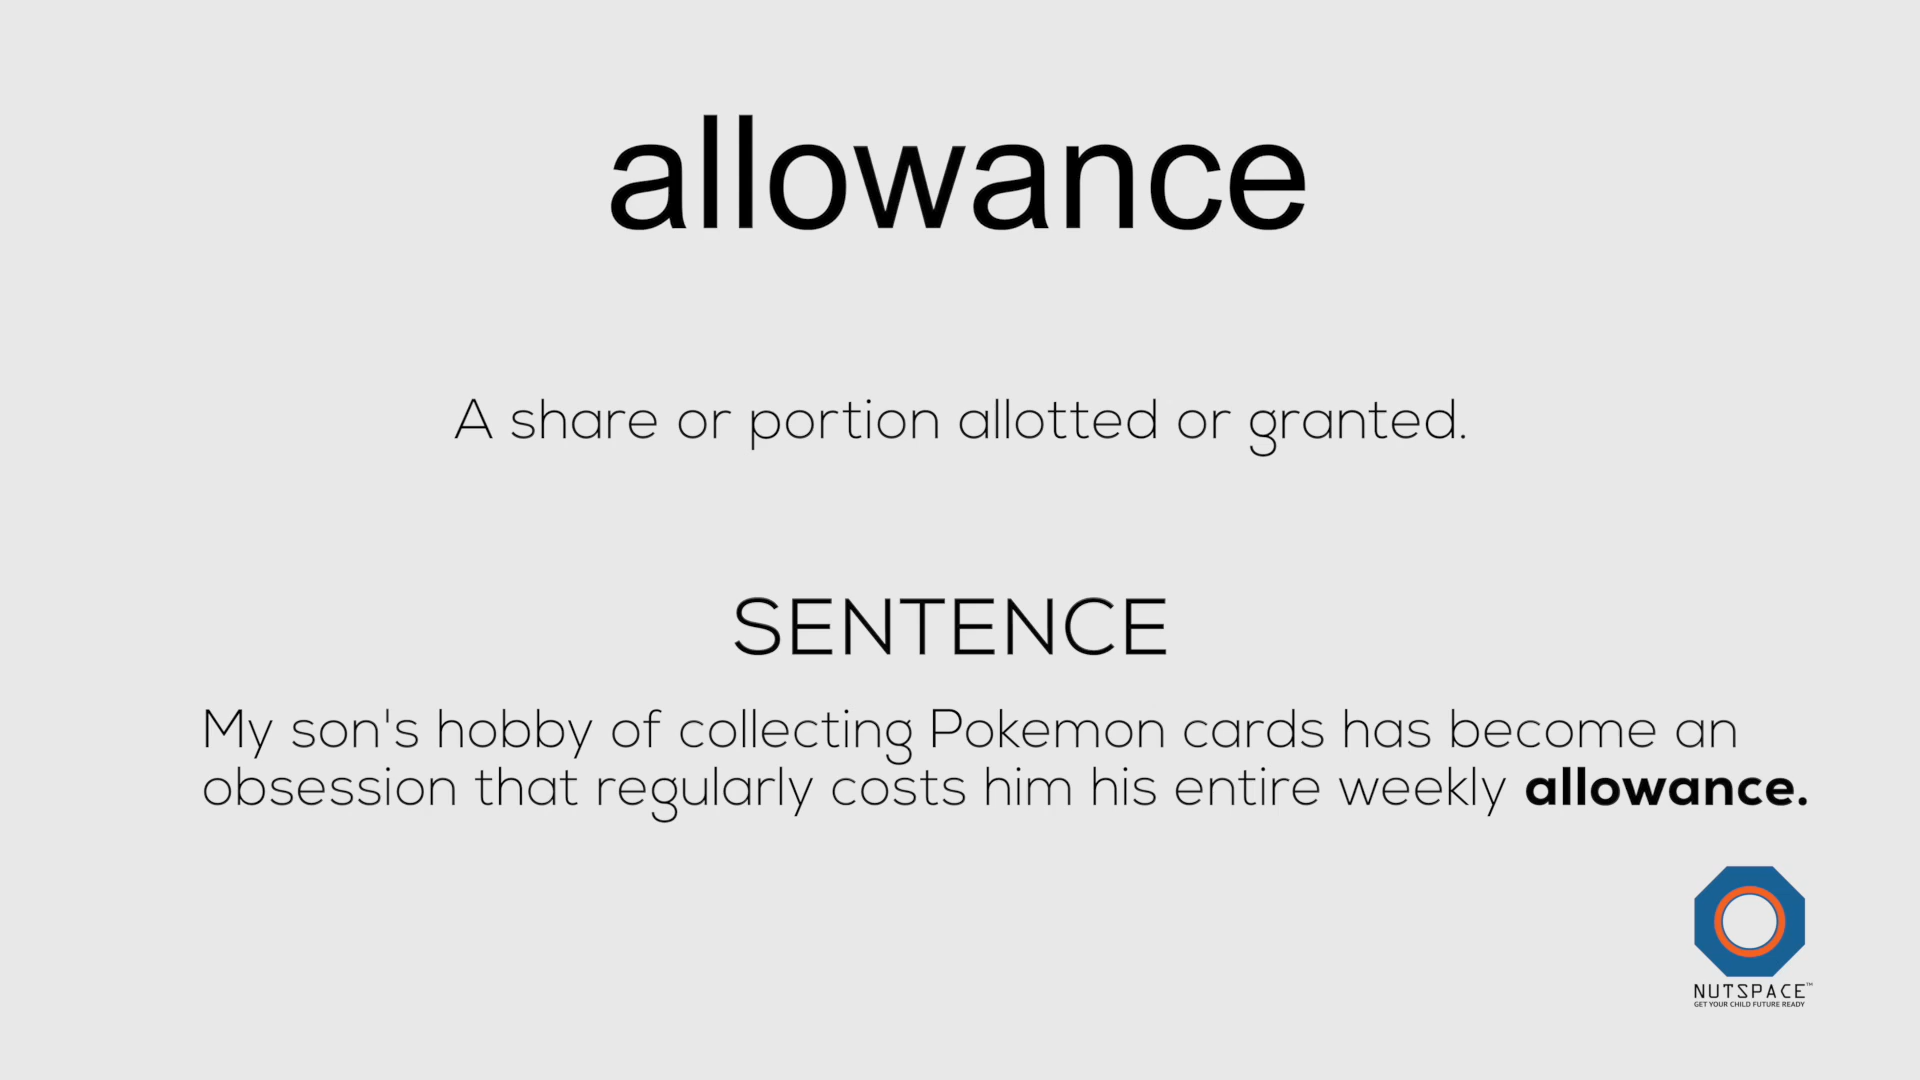 allowance
A share or portion allotted or granted.
SENTENCE
My son's hobby of collecting Pokemon cards has become an
obsession that regularly costs him his entire weekly allowance.
NUTSPACE™
GET YOUR CHILD FUTURE READY